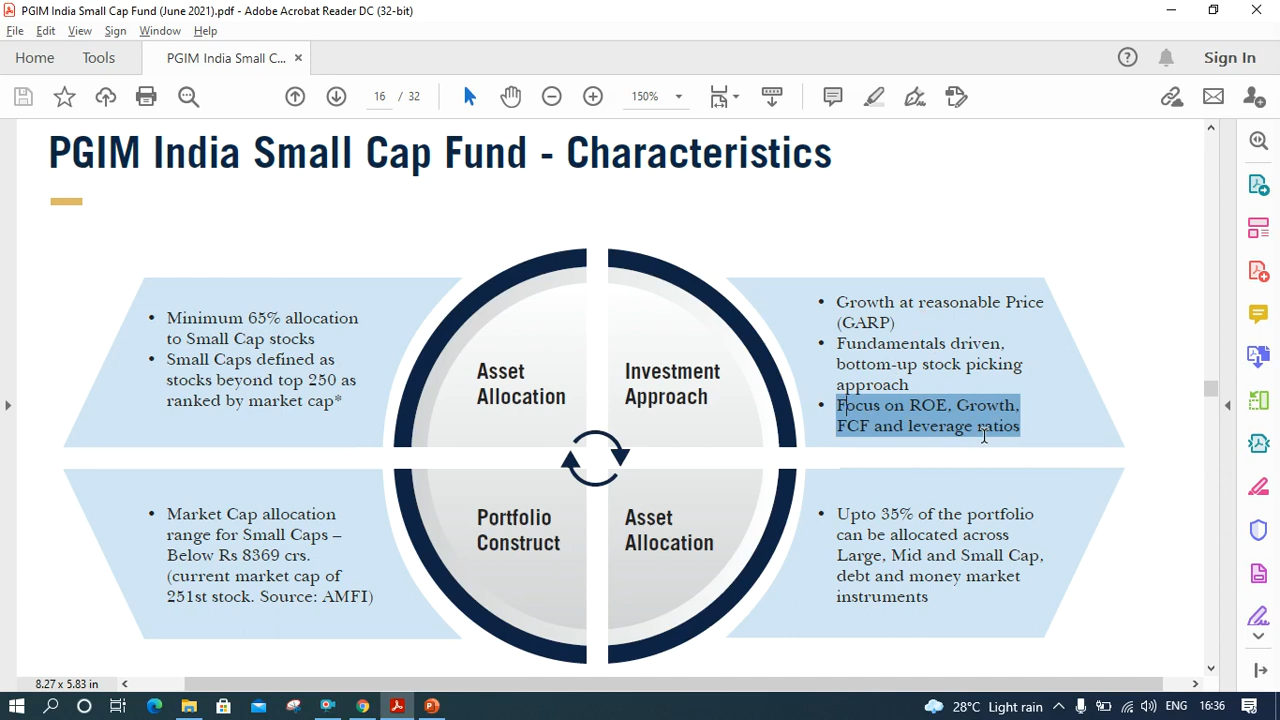 PGIM India Small Cap Fund (June 2021).pdf - Adobe Acrobat Reader DC (32-bit)
File Edit View Sign Window Help
Home Tools PGIM India Small C... ×
Sign In
16 / 32
150%
PGIM India Small Cap Fund - Characteristics
• Minimum 65% allocation
to Small Cap stocks
• Small Caps defined as
stocks beyond top 250 as
ranked by market cap*
Asset
Allocation
Investment
Approach
• Growth at reasonable Price
(GARP)
• Fundamentals driven,
bottom-up stock picking
approach
• Focus on ROE, Growth,
FCF and leverage ratios
• Market Cap allocation
range for Small Caps –
Below Rs 8369 crs.
(current market cap of
251st stock. Source: AMFI)
Portfolio
Construct
Asset
Allocation
• Upto 35% of the portfolio
can be allocated across
Large, Mid and Small Cap,
debt and money market
instruments
8.27 x 5.83 in
28°C Light rain
ENG
16:36